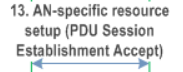 13. AN-specific resource
setup (PDU Session
Establishment Accept)